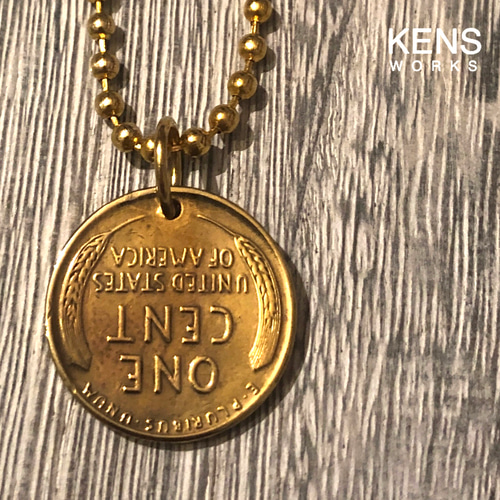 KENS
WORKS
E·PLURIBUS·UNUM
ONE
CENT
UNITED STATES
OF AMERICA